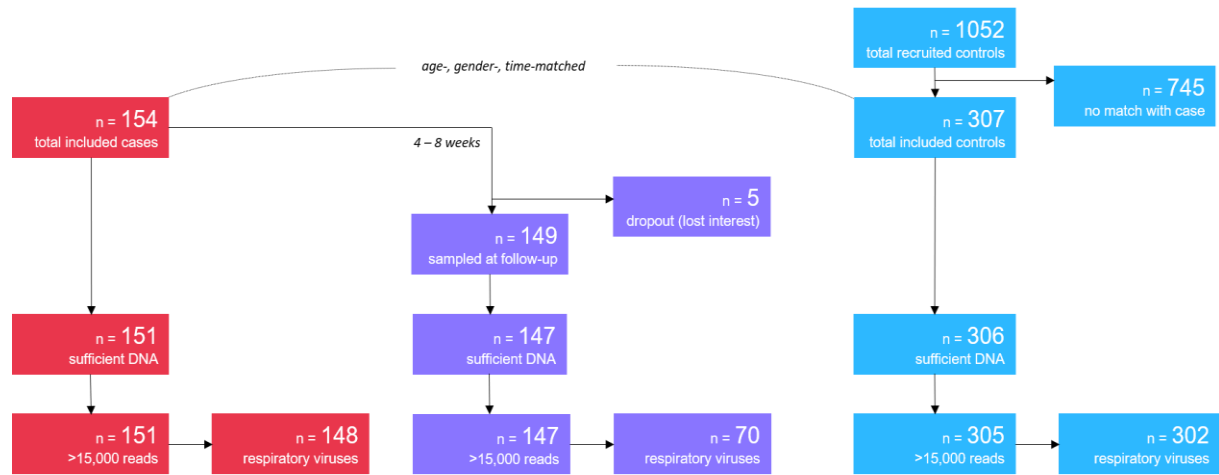 n = 1052
total recruited controls
age-, gender-, time-matched
n = 745
no match with case
n = 154
total included cases
n = 307
total included controls
4 – 8 weeks
n = 5
dropout (lost interest)
n = 149
sampled at follow-up
n = 151
sufficient DNA
n = 147
sufficient DNA
n = 306
sufficient DNA
n = 151
>15,000 reads
n = 148
respiratory viruses
n = 147
>15,000 reads
n = 70
respiratory viruses
n = 305
>15,000 reads
n = 302
respiratory viruses